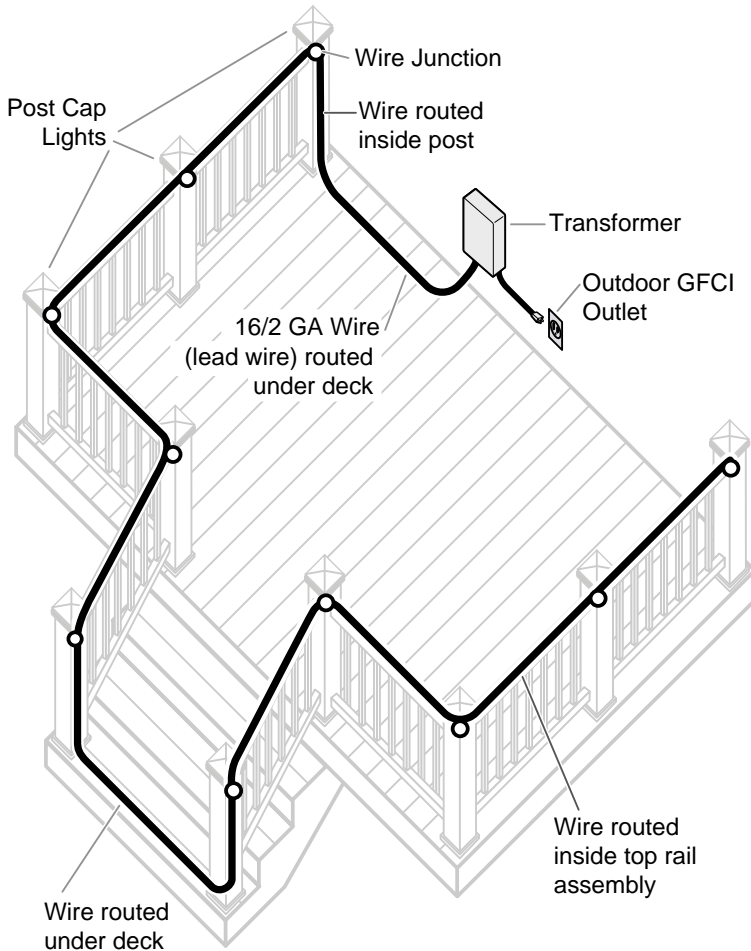 Wire Junction
Post Cap
Lights
Wire routed
inside post
Transformer
Outdoor GFCI
Outlet
16/2 GA Wire
(lead wire) routed
under deck
Wire routed
inside top rail
assembly
Wire routed
under deck